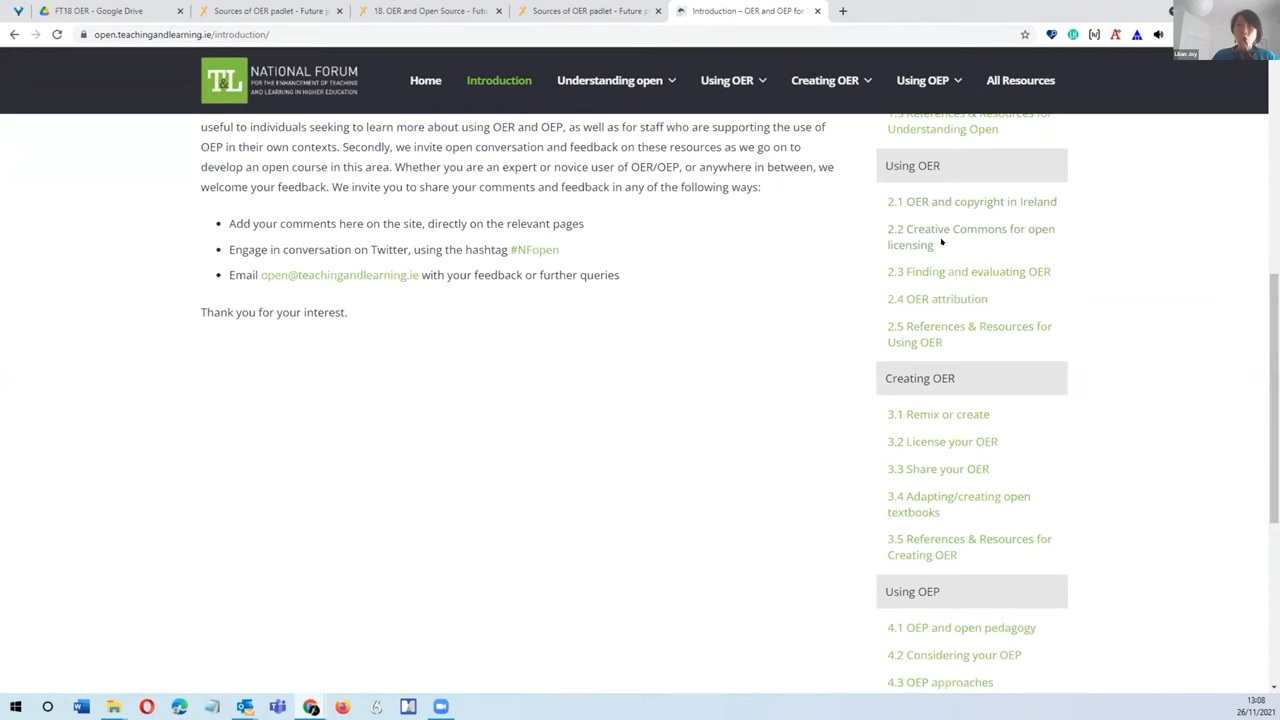 FT18 OER - Google Drive
Sources of OER padlet - Future p
18. OER and Open Source - Futu
Sources of OER padlet - Future p
Introduction – OER and OEP for
open.teachingandlearning.ie/introduction/
Lilian Joy
T&L NATIONAL FORUM
FOR THE ENHANCEMENT OF TEACHING
AND LEARNING IN HIGHER EDUCATION
Home
Introduction
Understanding open
Using OER
Creating OER
Using OEP
All Resources
useful to individuals seeking to learn more about using OER and OEP, as well as for staff who are supporting the use of
OEP in their own contexts. Secondly, we invite open conversation and feedback on these resources as we go on to
develop an open course in this area. Whether you are an expert or novice user of OER/OEP, or anywhere in between, we
welcome your feedback. We invite you to share your comments and feedback in any of the following ways:
• Add your comments here on the site, directly on the relevant pages
• Engage in conversation on Twitter, using the hashtag #NFopen
• Email open@teachingandlearning.ie with your feedback or further queries
Thank you for your interest.
1.5 References & Resources for
Understanding Open
Using OER
2.1 OER and copyright in Ireland
2.2 Creative Commons for open
licensing
2.3 Finding and evaluating OER
2.4 OER attribution
2.5 References & Resources for
Using OER
Creating OER
3.1 Remix or create
3.2 License your OER
3.3 Share your OER
3.4 Adapting/creating open
textbooks
3.5 References & Resources for
Creating OER
Using OEP
4.1 OEP and open pedagogy
4.2 Considering your OEP
4.3 OEP approaches
13:08
26/11/2021